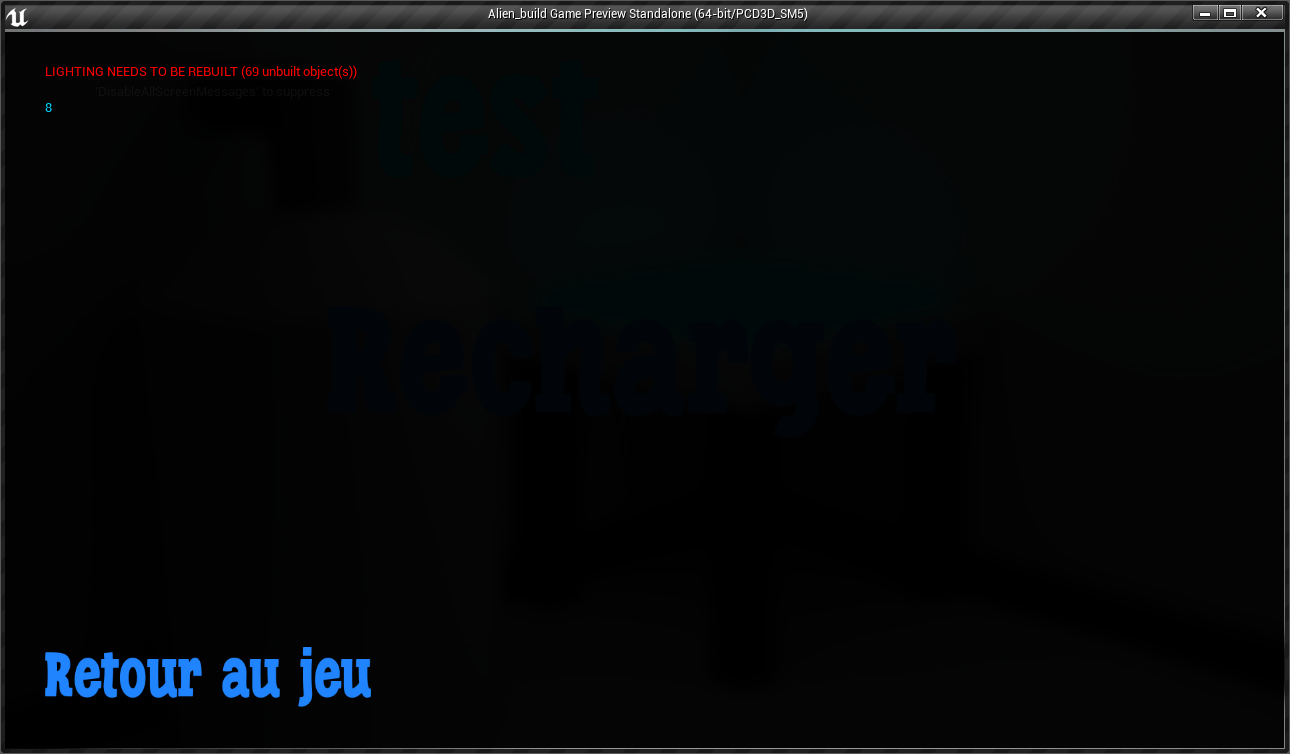 Alien_build Game Preview Standalone (64-bit/PCD3D_SM5)
LIGHTING NEEDS TO BE REBUILT (69 unbuilt object(s))
'DisableAllScreenMessages' to suppress
8
test
Recharger
Retour au jeu